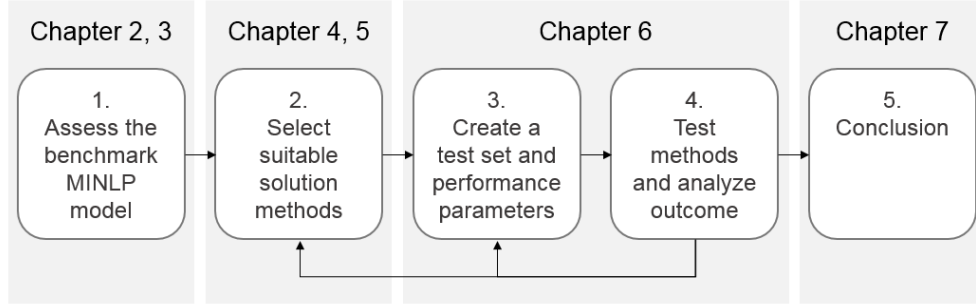 Chapter 2, 3
Chapter 4, 5
Chapter 6
Chapter 7
1.
Assess the
benchmark
MINLP
model
2.
Select
suitable
solution
methods
3.
Create a
test set and
performance
parameters
4.
Test
methods
and analyze
outcome
5.
Conclusion